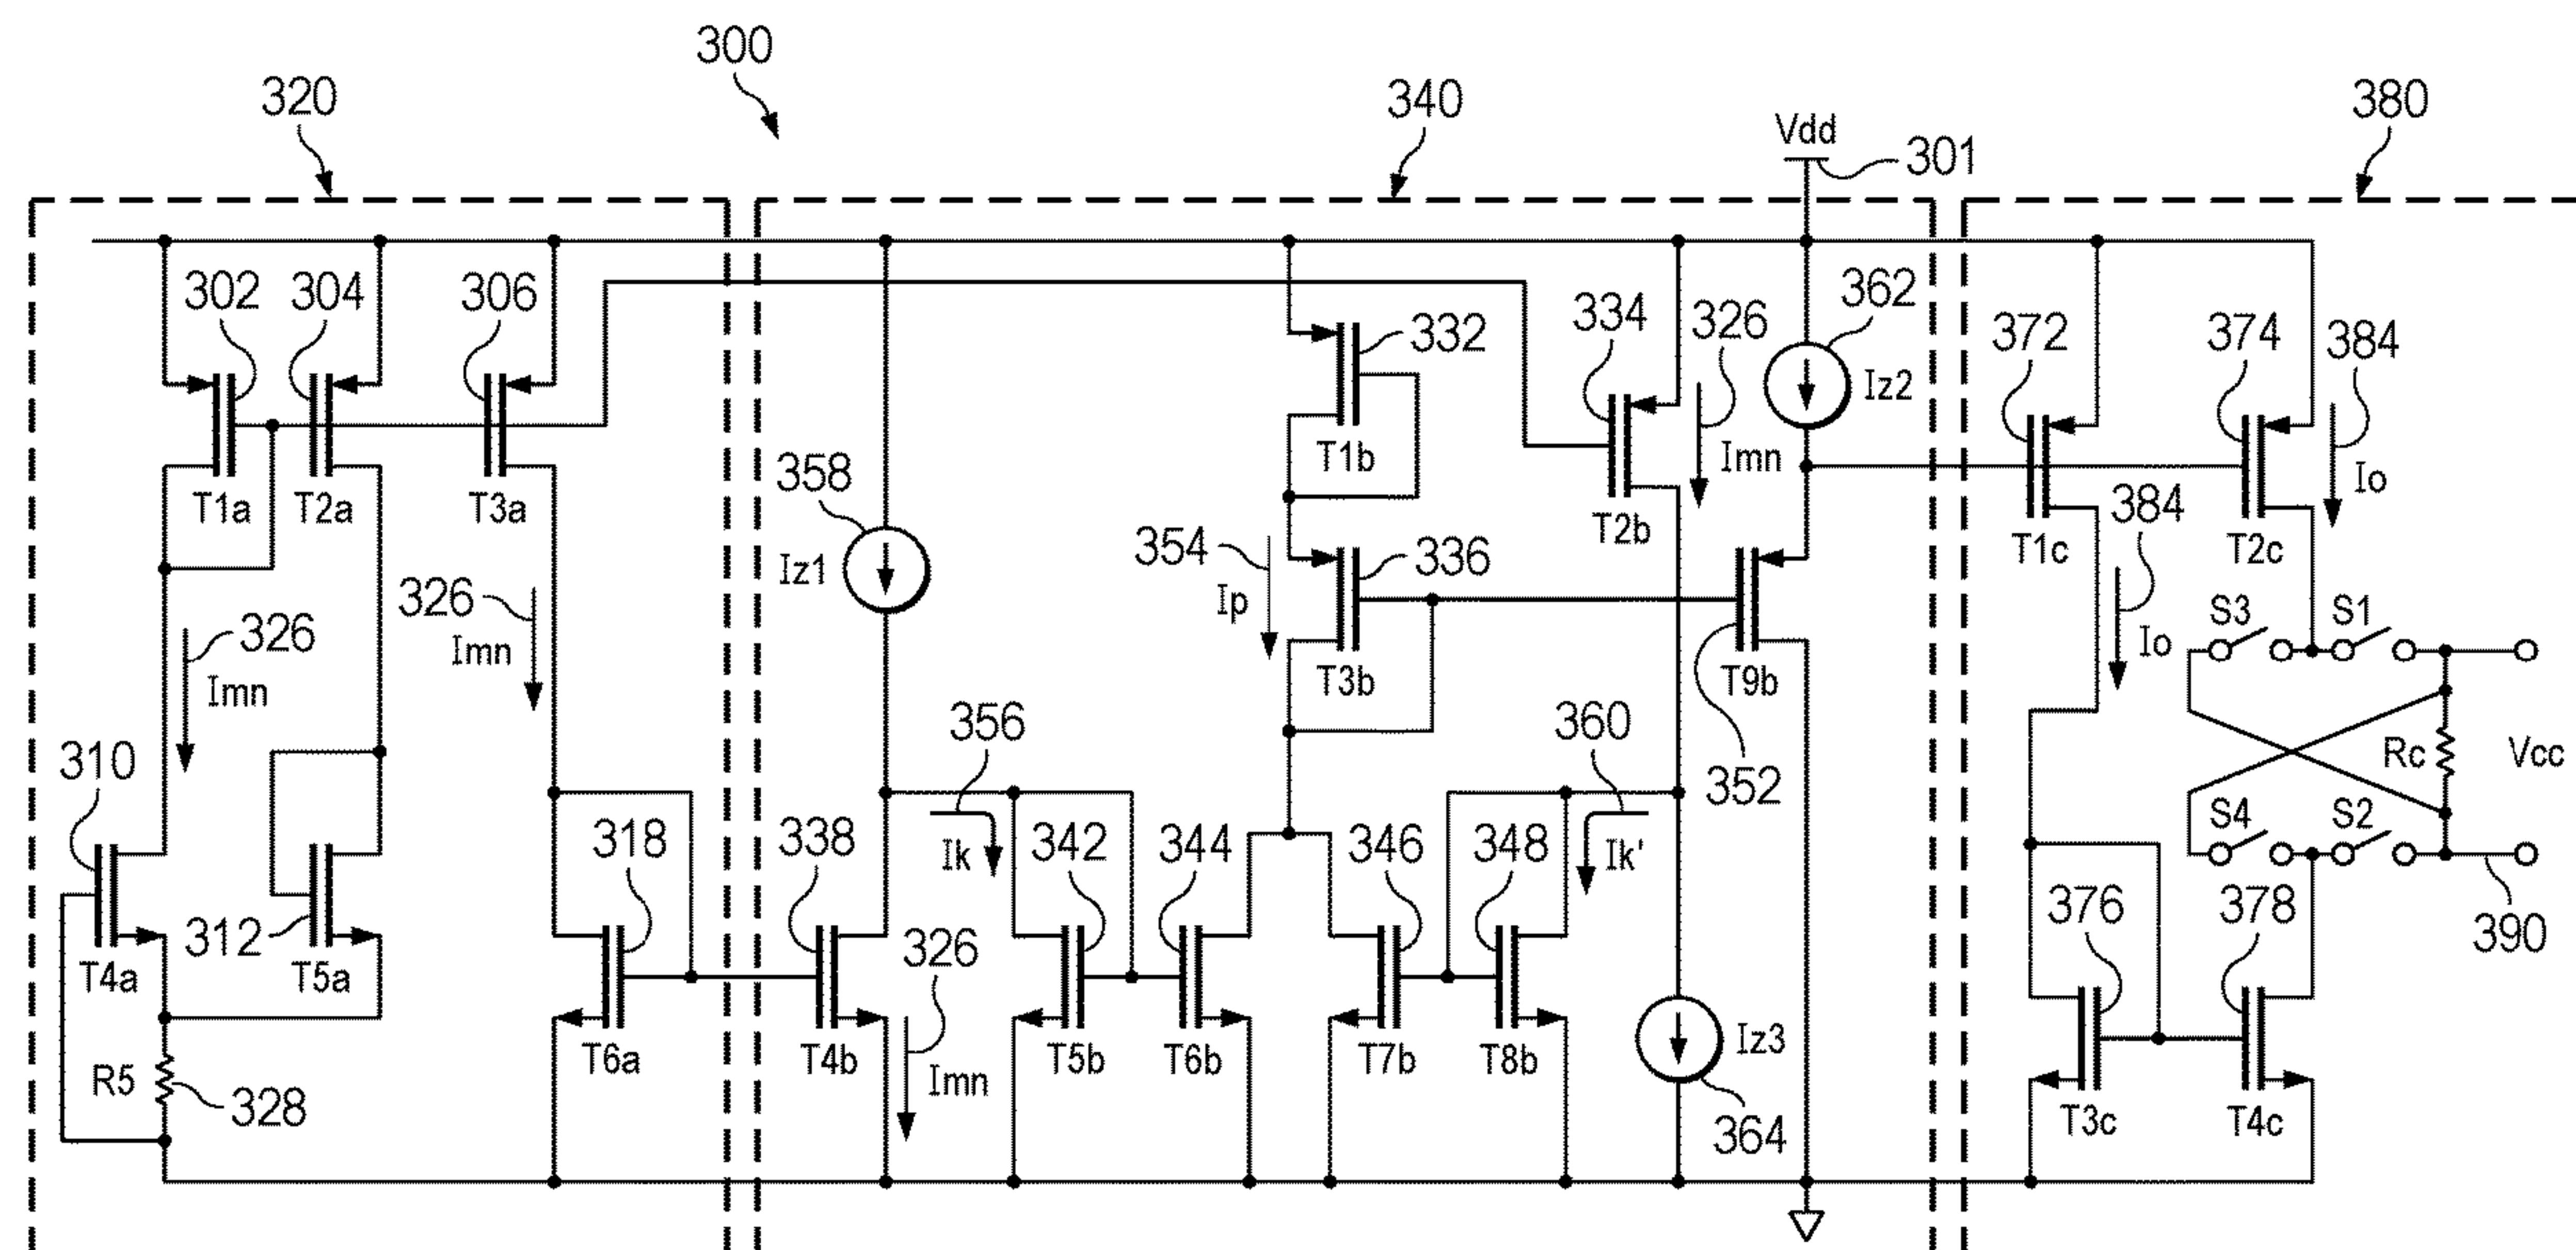 300
320
340
380
Vdd
301
302
304
306
332
334
326
362
372
374
384
Iz2
T1a
T2a
T3a
T1b
Imn
Io
358
T2b
T1c
384
T2c
Iz1
354
336
Ip
326
Imn
326
Imn
T3b
T9b
Io
S3
S1
310
356
360
352
Rc
Vcc
318
338
Ik
342
344
346
348
Ik'
S4
S2
312
376
378
390
T4a
T5a
326
R5
328
T6a
T4b
Imn
T5b
T6b
T7b
T8b
Iz3
364
T3c
T4c